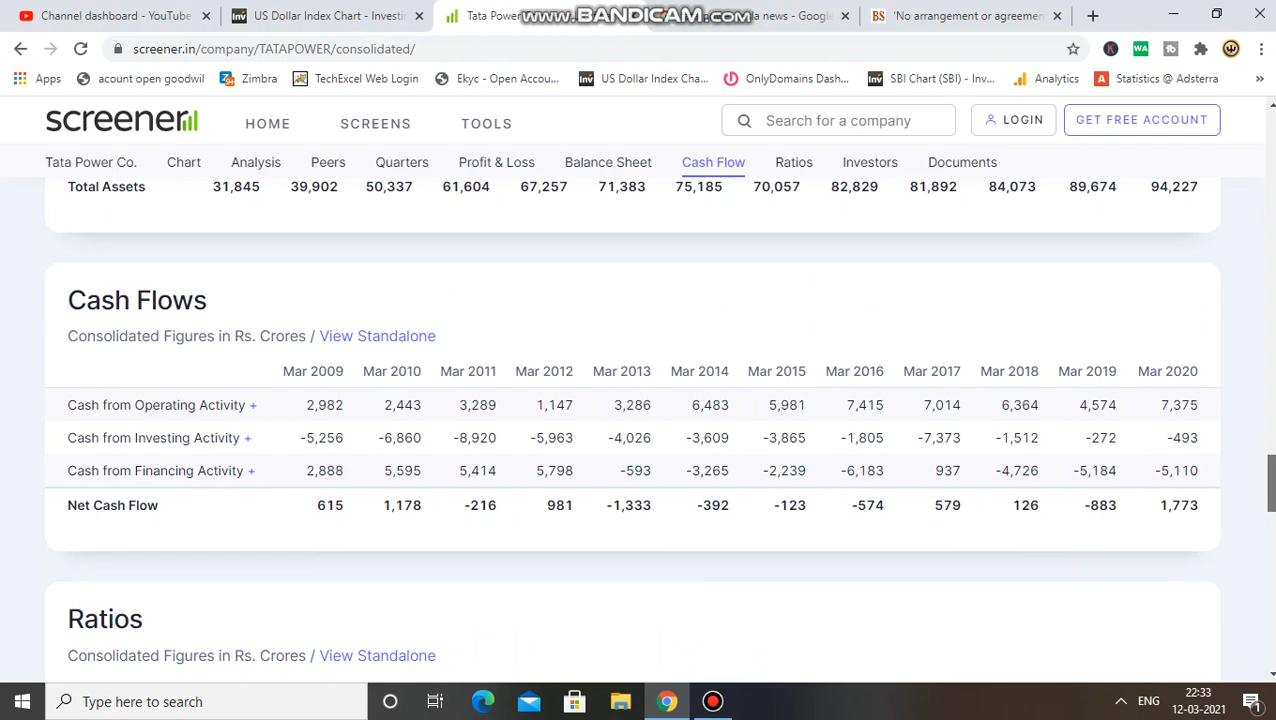 Channel dashboard - YouTube
US Dollar Index Chart - Investi
Tata Pow
www.BANDICAM.com
a news - Google
'No arrangement or agreemen
screener.in/company/TATAPOWER/consolidated/
Apps
acount open goodwil
Zimbra
TechExcel Web Login
Ekyc - Open Accou...
US Dollar Index Cha...
OnlyDomains Dash...
SBI Chart (SBI) - Inv...
Analytics
Statistics @ Adsterra
»
screener
HOME
SCREENS
TOOLS
Search for a company
LOGIN
GET FREE ACCOUNT
Tata Power Co.
Chart
Analysis
Peers
Quarters
Profit & Loss
Balance Sheet
Cash Flow
Ratios
Investors
Documents
Total Assets 31,845 39,902 50,337 61,604 67,257 71,383 75,185 70,057 82,829 81,892 84,073 89,674 94,227
Cash Flows
Consolidated Figures in Rs. Crores / View Standalone
Mar 2009 Mar 2010 Mar 2011 Mar 2012 Mar 2013 Mar 2014 Mar 2015 Mar 2016 Mar 2017 Mar 2018 Mar 2019 Mar 2020
Cash from Operating Activity + 2,982 2,443 3,289 1,147 3,286 6,483 5,981 7,415 7,014 6,364 4,574 7,375
Cash from Investing Activity + -5,256 -6,860 -8,920 -5,963 -4,026 -3,609 -3,865 -1,805 -7,373 -1,512 -272 -493
Cash from Financing Activity + 2,888 5,595 5,414 5,798 -593 -3,265 -2,239 -6,183 937 -4,726 -5,184 -5,110
Net Cash Flow 615 1,178 -216 981 -1,333 -392 -123 -574 579 126 -883 1,773
Ratios
Consolidated Figures in Rs. Crores / View Standalone
Type here to search
ENG
22:33
12-03-2021
1